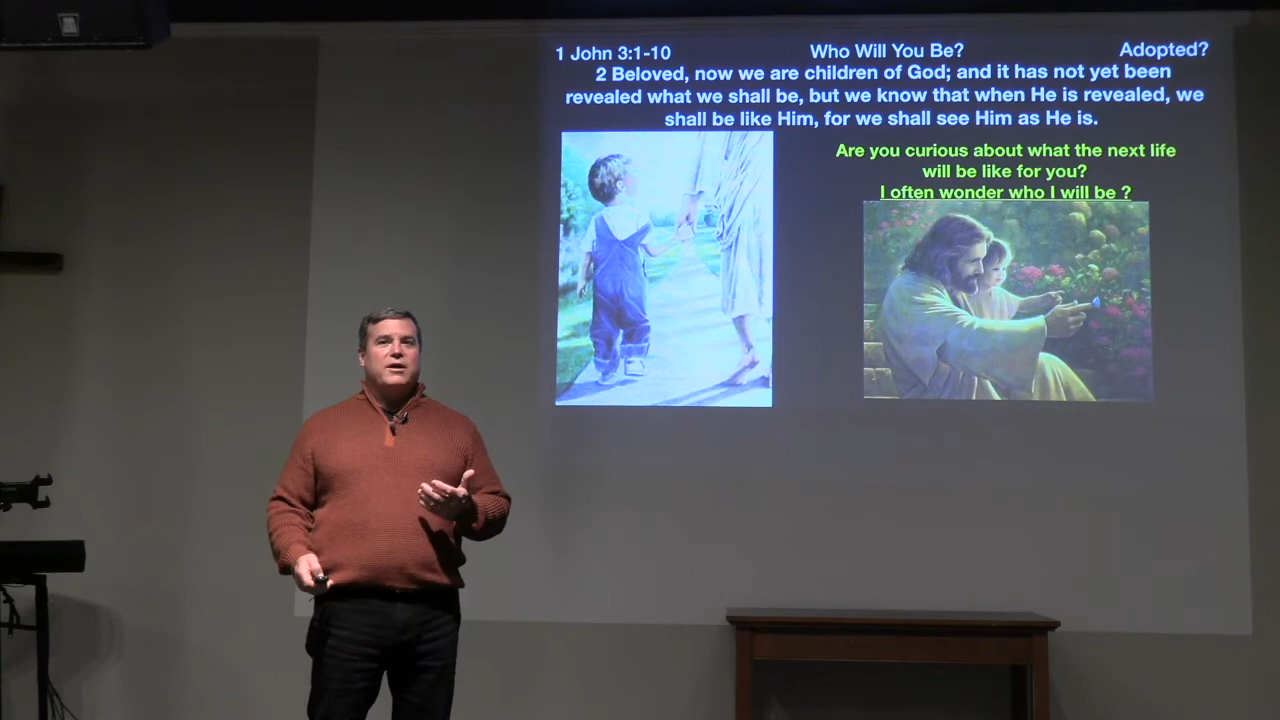 1 John 3:1-10 Who Will You Be? Adopted?
2 Beloved, now we are children of God; and it has not yet been
revealed what we shall be, but we know that when He is revealed, we
shall be like Him, for we shall see Him as He is.
Are you curious about what the next life
will be like for you?
I often wonder who I will be ?